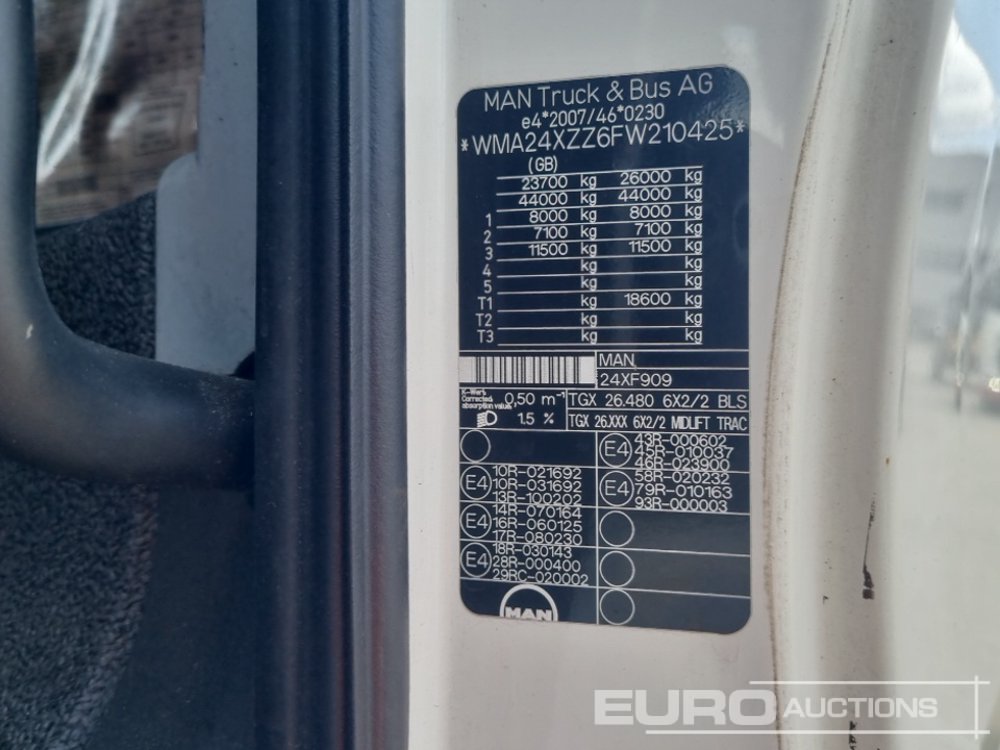 MAN Truck & Bus AG
e4*2007/46*0230
*WMA24XZZ6FW210425*
(GB)
23700 kg 26000 kg
44000 kg 44000 kg
1 8000 kg 8000 kg
2 7100 kg 7100 kg
3 11500 kg 11500 kg
4 kg kg
5 kg kg
T1 kg 18600 kg
T2 kg kg
T3 kg kg
MAN
24XF909
K-Wert, Corrected absorption value: 0,50 m⁻¹ TGX 26.480 6X2/2 BLS
1.5 % TGX 26.XXX 6X2/2 MIDLIFT TRAC
E4 43R-000602
45R-010037
46R-023900
E4 10R-021692
10R-031692
13R-100202
E4 58R-020232
79R-010163
93R-000003
E4 14R-070164
16R-060125
17R-080230
E4 18R-030143
28R-000400
29RC-020002
MAN
EURO AUCTIONS